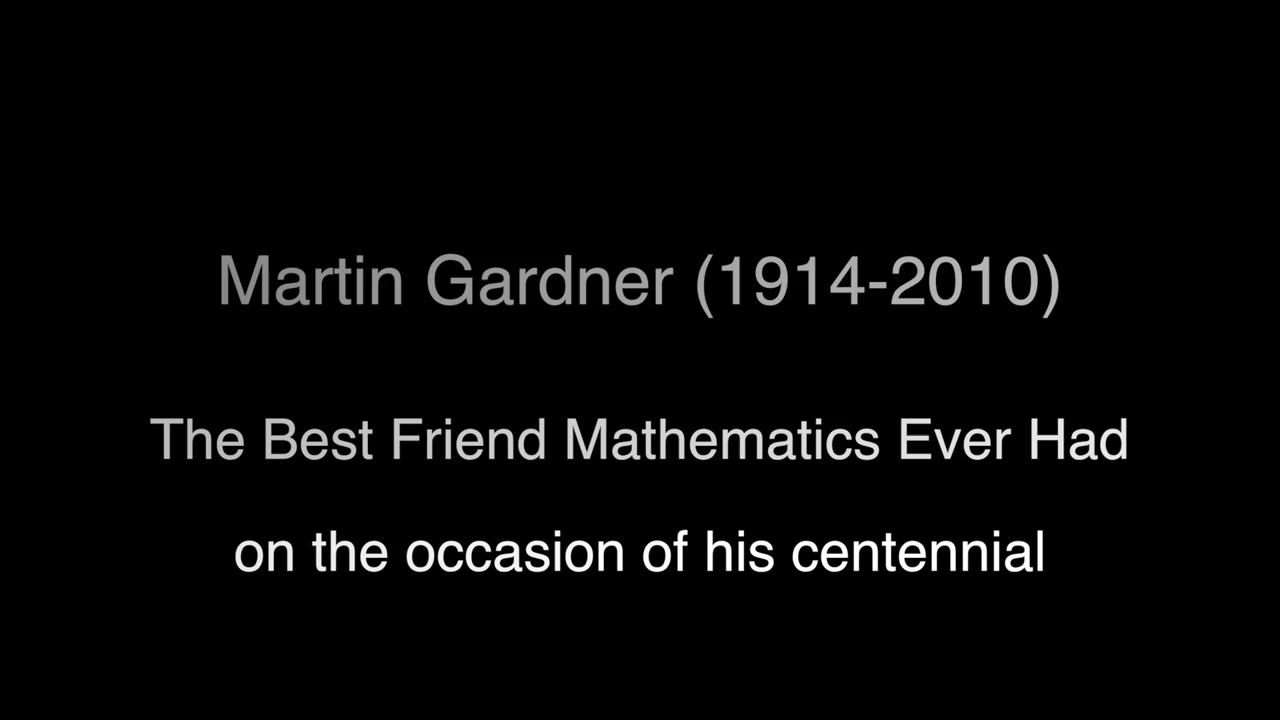 Martin Gardner (1914-2010)
The Best Friend Mathematics Ever Had
on the occasion of his centennial